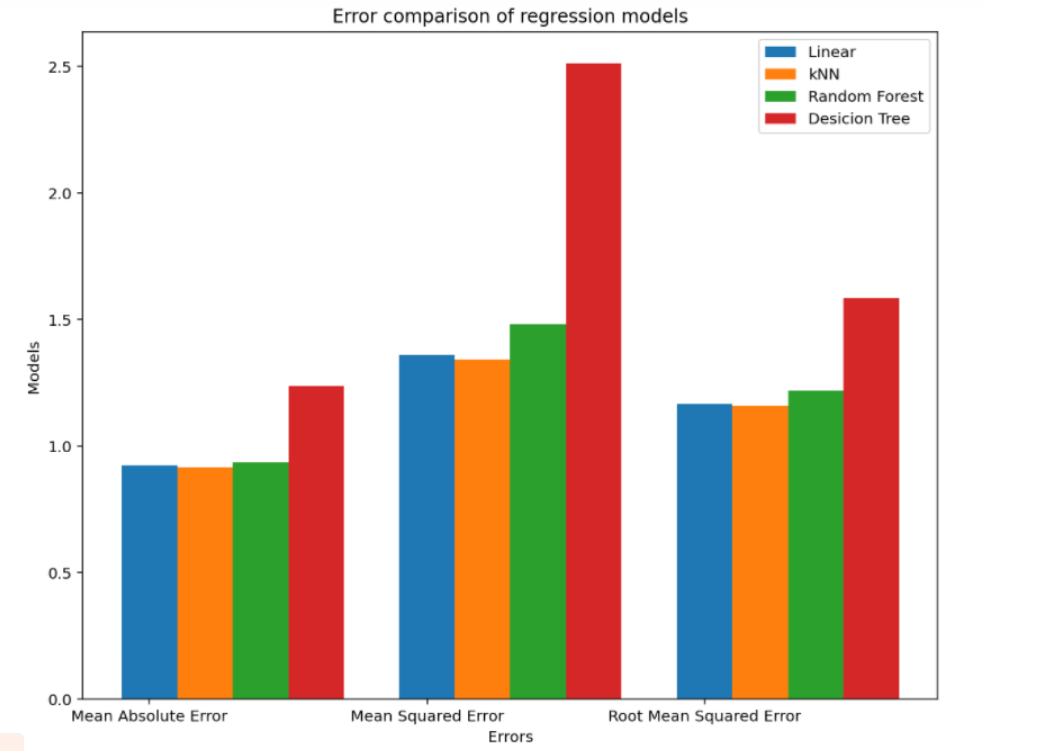 Error comparison of regression models
Linear
kNN
Random Forest
Desicion Tree
2.5
2.0
1.5
1.0
0.5
0.0
Models
Mean Absolute Error Mean Squared Error Root Mean Squared Error
Errors